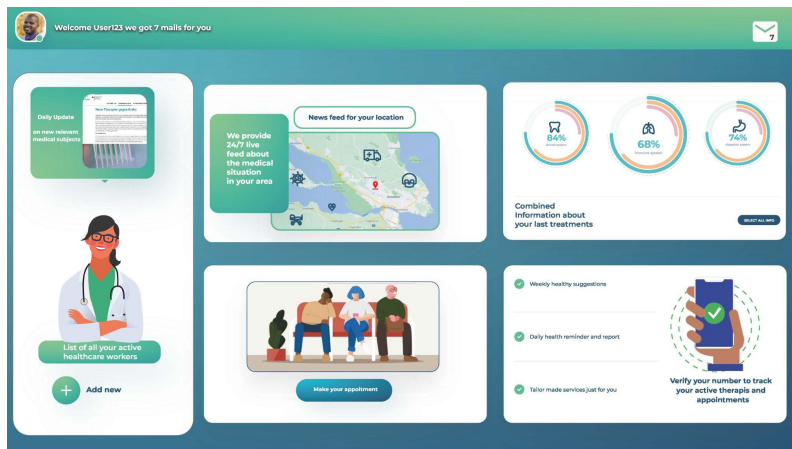 Welcome User123 we got 7 mails for you
7
Daily Update
on new relevant
medical subjects
List of all your active
healthcare workers
Add new
News feed for your location
We provide
24/7 live
feed about
the medical
situation
in your area
84%
68%
74%
Combined
Information about
your last treatments
SELECT ALL INFO
Make your appoitment
Weekly healthy suggestions
Daily health reminder and report
Tailor made services just for you
Verify your number to track
your active therapis and
appointments